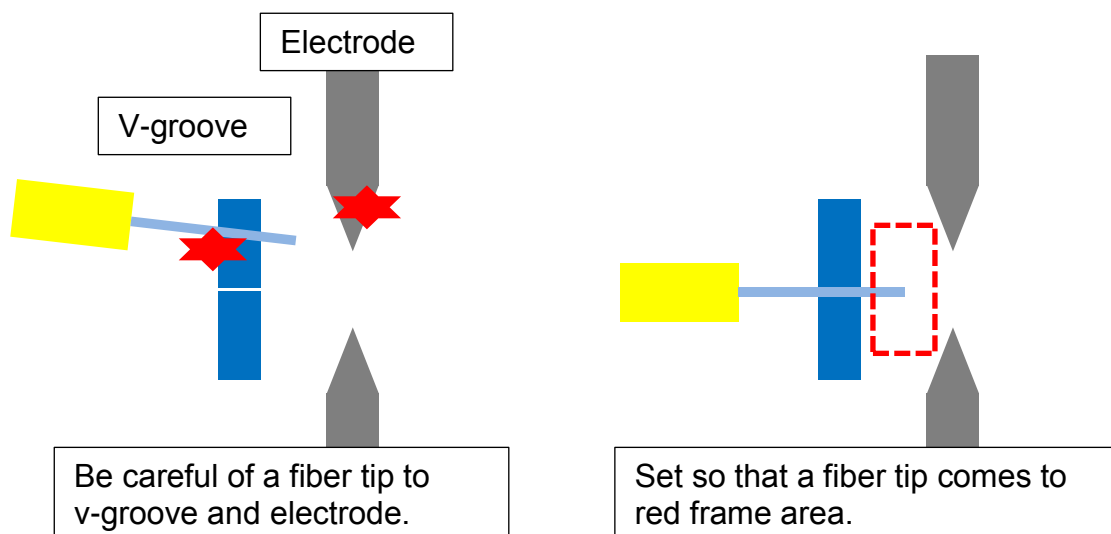 Electrode
V-groove
Be careful of a fiber tip to
v-groove and electrode.
Set so that a fiber tip comes to
red frame area.